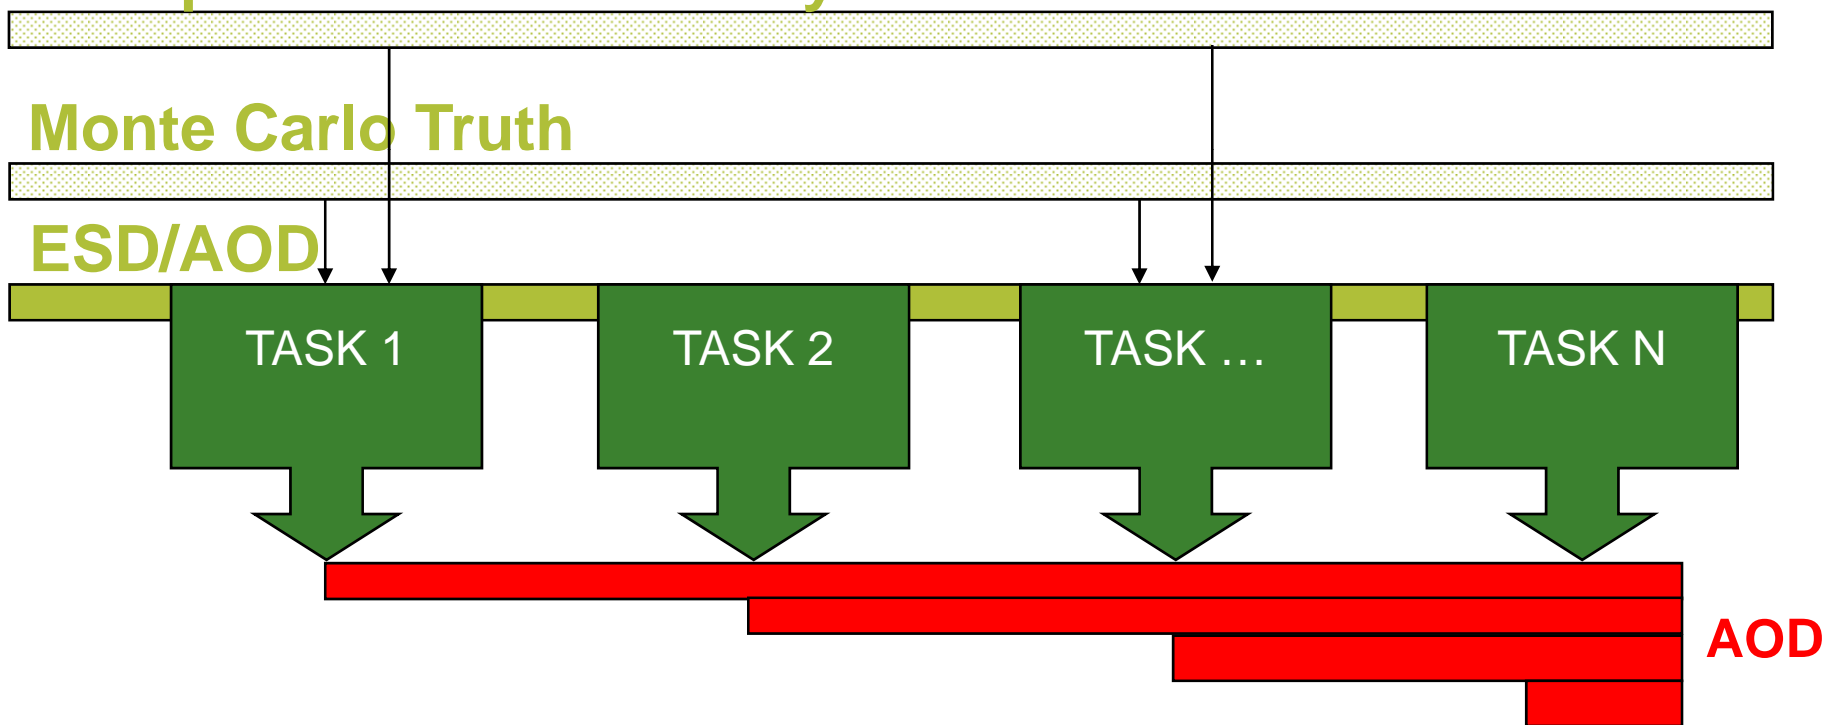 Monte Carlo Truth
ESD/AOD
TASK 1
TASK 2
TASK …
TASK N
AOD